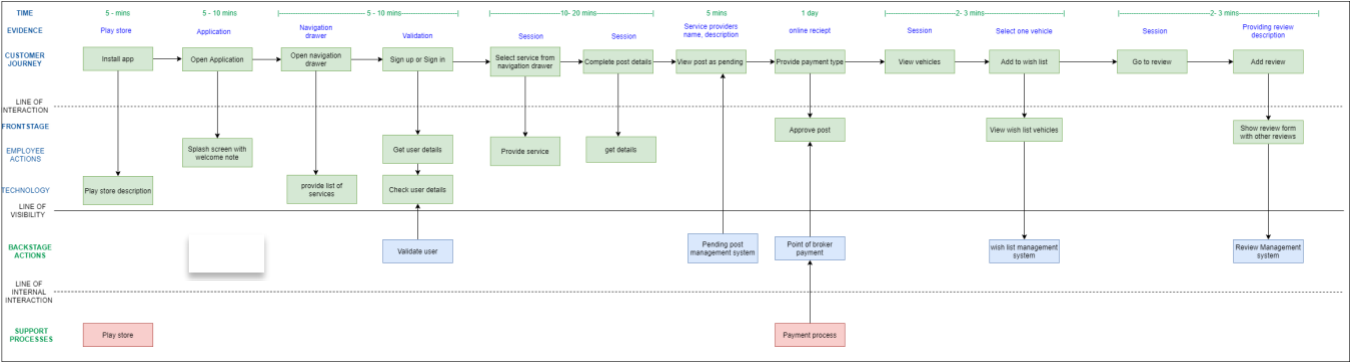 TIME 5 - mins 5 - 10 mins 5 - 10 mins 10- 20 mins 5 mins 1 day 2- 3 mins 2- 3 mins
EVIDENCE Play store Application Navigation drawer Validation Session Session Service providers name, description online reciept Session Select one vehicle Session Providing review description
CUSTOMER JOURNEY Install app Open Application Open navigation drawer Sign up or Sign in Select service from navigation drawer Complete post details View post as pending Provide payment type View vehicles Add to wish list Go to review Add review
LINE OF
NTERACTION
FRONTSTAGE Approve post View wish list vehicles Show review form with other reviews
EMPLOYEE ACTIONS Splash screen with welcome note Get user details Provide service get details
TECHNOLOGY Play store description provide list of services Check user details
LINE OF
VISIBILITY
BACKSTAGE ACTIONS Validate user Pending post management system Point of broker payment wish list management system Review Management system
LINE OF
INTERNAL
INTERACTION
SUPPORT PROCESSES Play store Payment process